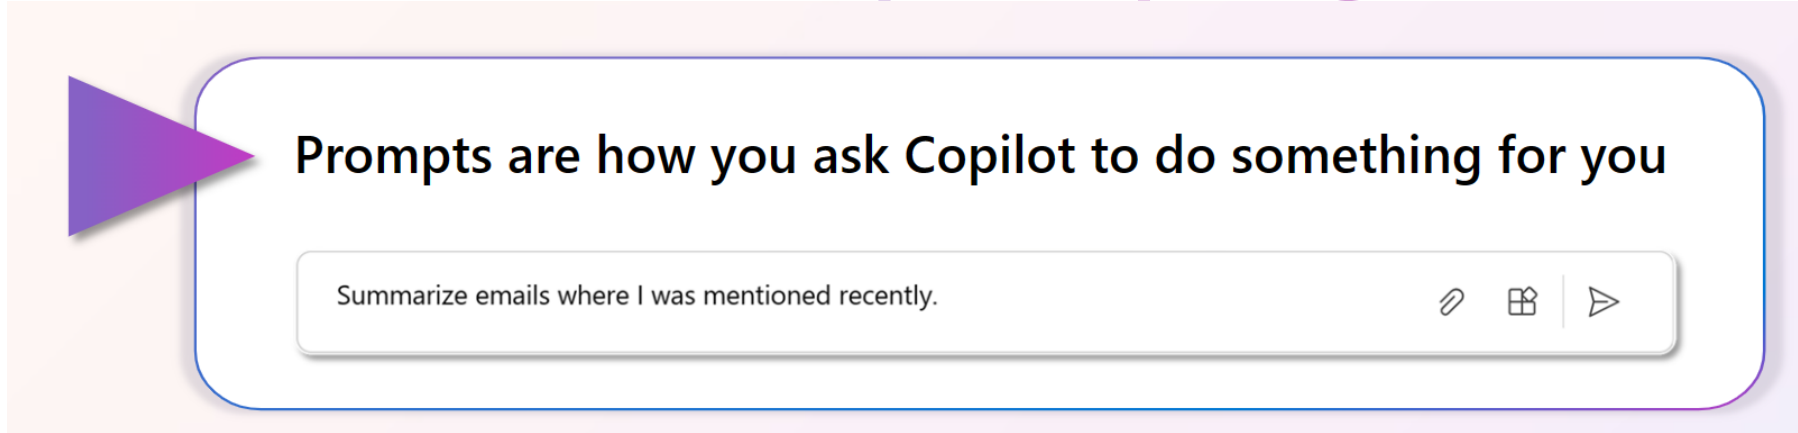 Prompts are how you ask Copilot to do something for you
Summarize emails where I was mentioned recently.